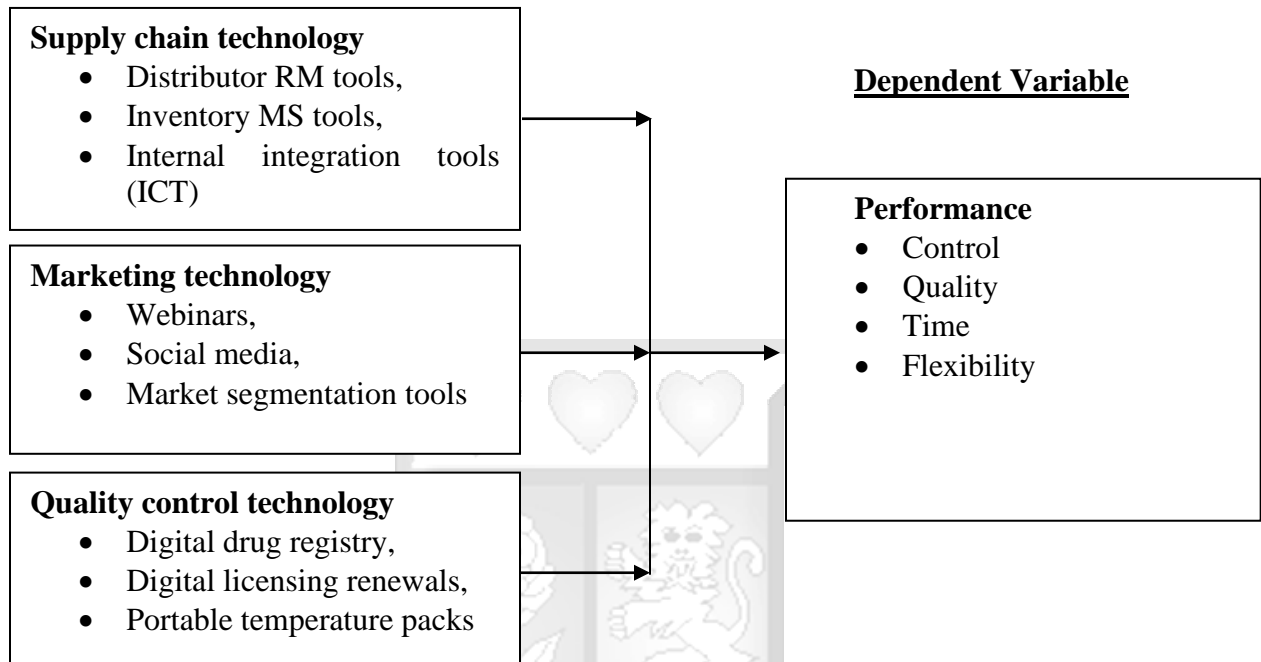 Supply chain technology
• Distributor RM tools,
• Inventory MS tools,
• Internal integration tools
(ICT)
Marketing technology
• Webinars,
• Social media,
• Market segmentation tools
Quality control technology
• Digital drug registry,
• Digital licensing renewals,
• Portable temperature packs
Dependent Variable
Performance
• Control
• Quality
• Time
• Flexibility